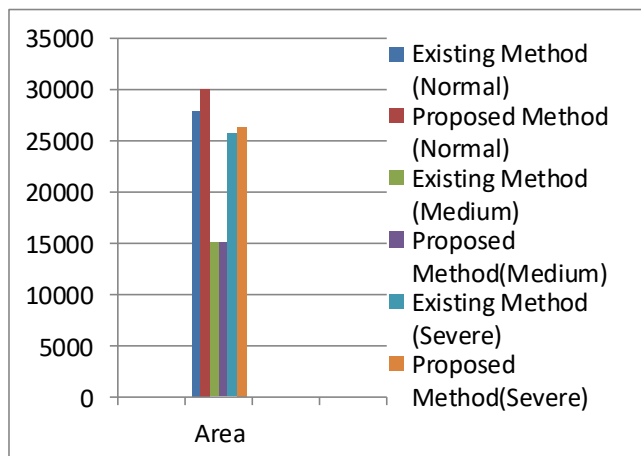 35000
30000
25000
20000
15000
10000
5000
0
Area
Existing Method
(Normal)
Proposed Method
(Normal)
Existing Method
(Medium)
Proposed
Method(Medium)
Existing Method
(Severe)
Proposed
Method(Severe)